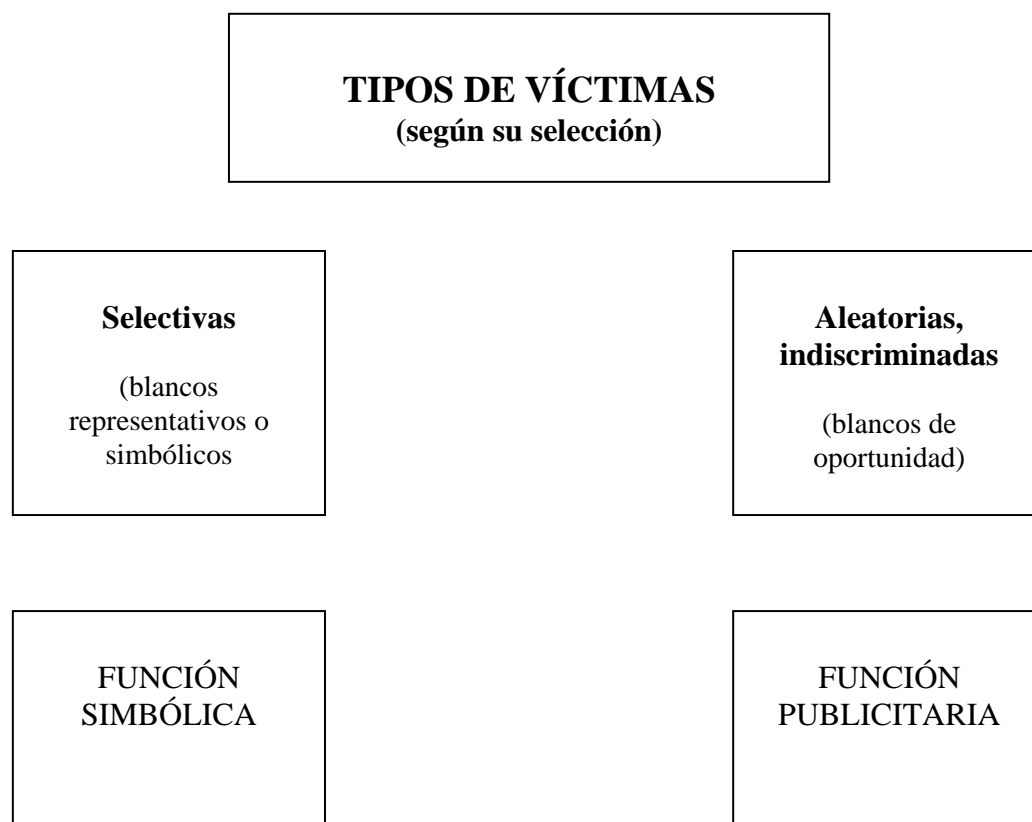 TIPOS DE VÍCTIMAS
(según su selección)
Selectivas
(blancos
representativos o
simbólicos
Aleatorias,
indiscriminadas
(blancos de
oportunidad)
FUNCIÓN
SIMBÓLICA
FUNCIÓN
PUBLICITARIA